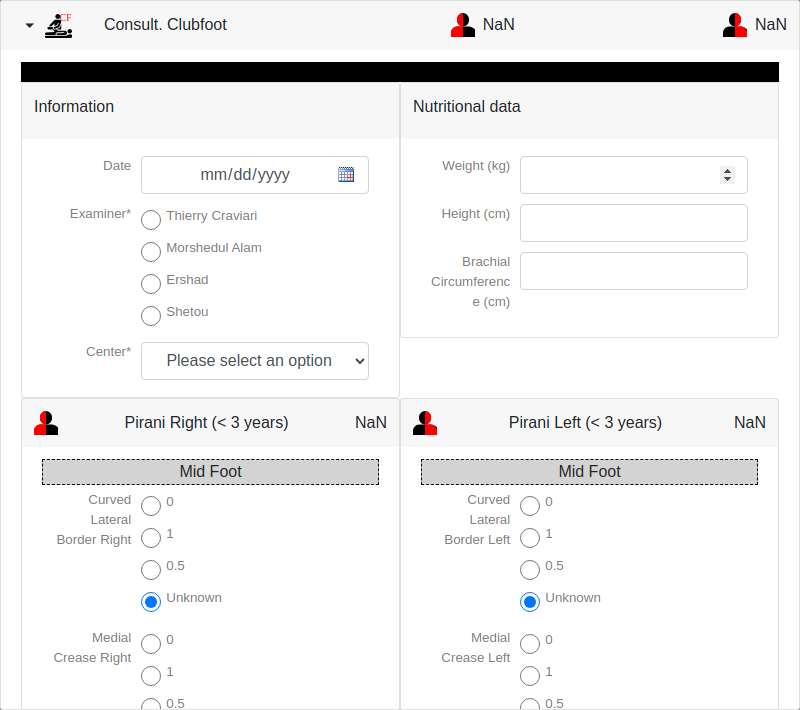 CF
Consult. Clubfoot
NaN
NaN
Information
Date
mm/dd/yyyy
Examiner*
Thierry Craviari
Morshedul Alam
Ershad
Shetou
Center*
Please select an option
Nutritional data
Weight (kg)
Height (cm)
Brachial
Circumferenc
e (cm)
Pirani Right (< 3 years)
NaN
Mid Foot
Curved
Lateral
Border Right
0
1
0.5
Unknown
Medial
Crease Right
0
1
0.5
Pirani Left (< 3 years)
NaN
Mid Foot
Curved
Lateral
Border Left
0
1
0.5
Unknown
Medial
Crease Left
0
1
0.5